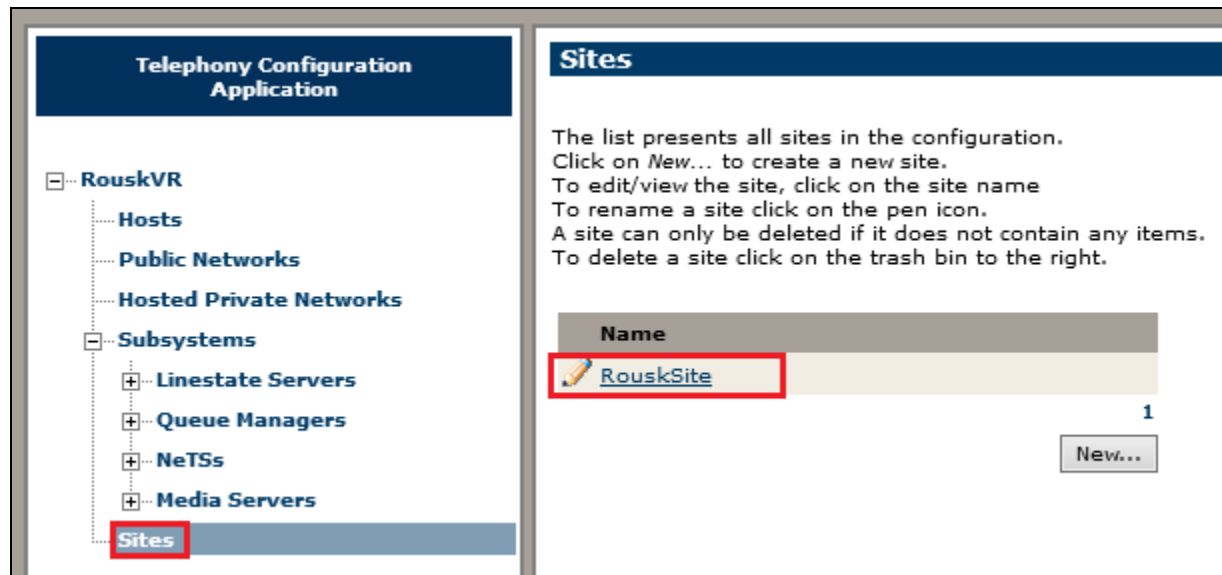 Telephony Configuration
Application
RouskVR
Hosts
Public Networks
Hosted Private Networks
Subsystems
Linestate Servers
Queue Managers
NeTSs
Media Servers
Sites
Sites
The list presents all sites in the configuration.
Click on New... to create a new site.
To edit/view the site, click on the site name
To rename a site click on the pen icon.
A site can only be deleted if it does not contain any items.
To delete a site click on the trash bin to the right.
Name
RouskSite
1
New...